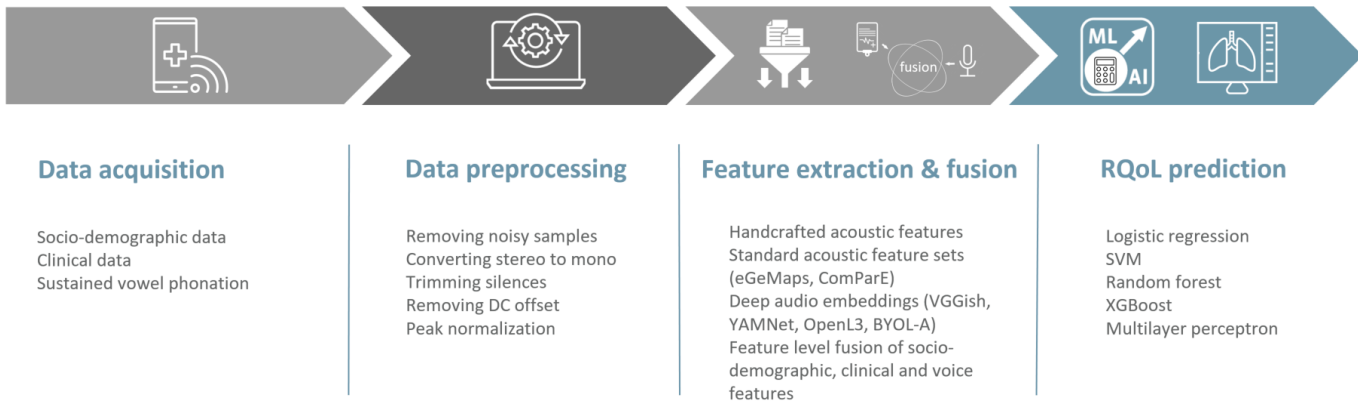 fusion
ML
AI
Data acquisition
Socio-demographic data
Clinical data
Sustained vowel phonation
Data preprocessing
Removing noisy samples
Converting stereo to mono
Trimming silences
Removing DC offset
Peak normalization
Feature extraction & fusion
Handcrafted acoustic features
Standard acoustic feature sets
(eGeMaps, ComParE)
Deep audio embeddings (VGGish,
YAMNet, OpenL3, BYOL-A)
Feature level fusion of socio-
demographic, clinical and voice
features
RQoL prediction
Logistic regression
SVM
Random forest
XGBoost
Multilayer perceptron